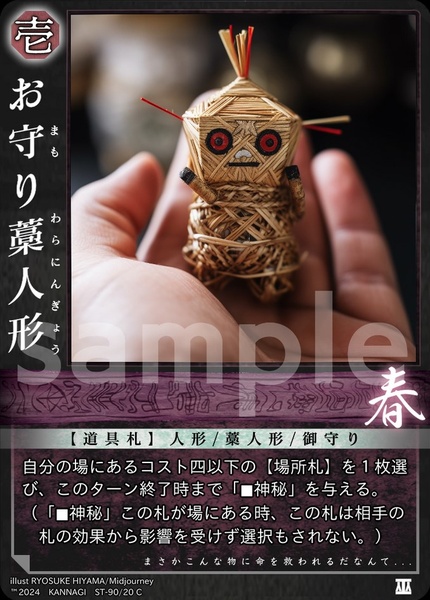 壱
お守り藁人形
まも
わらにんぎょう
sample
春
【道具札】人形/藁人形/御守り
自分の場にあるコスト四以下の【場所札】を1枚選
び、このターン終了時まで「■神秘」を与える。
(「■神秘」この札が場にある時、この札は相手の
札の効果から影響を受けず選択もされない。)
まさかこんな物に命を救われるだなんて...
illust RYOSUKE HIYAMA/Midjourney
™2024 KANNAGI ST-90/20 C